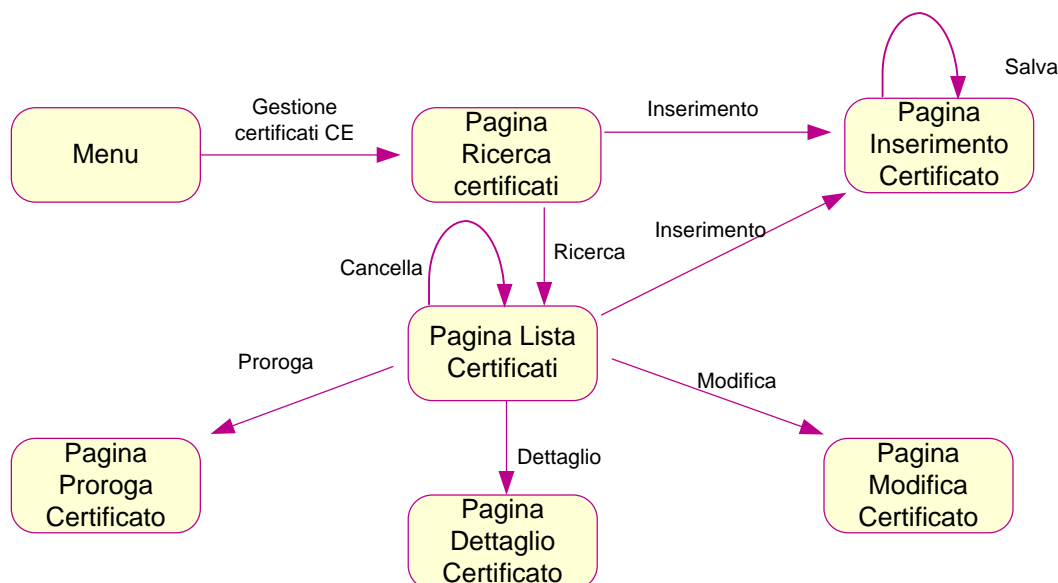 Salva
Gestione
certificati CE
Inserimento
Menu
Pagina
Ricerca
certificati
Pagina
Inserimento
Certificato
Inserimento
Ricerca
Cancella
Pagina Lista
Certificati
Proroga
Modifica
Dettaglio
Pagina
Proroga
Certificato
Pagina
Dettaglio
Certificato
Pagina
Modifica
Certificato